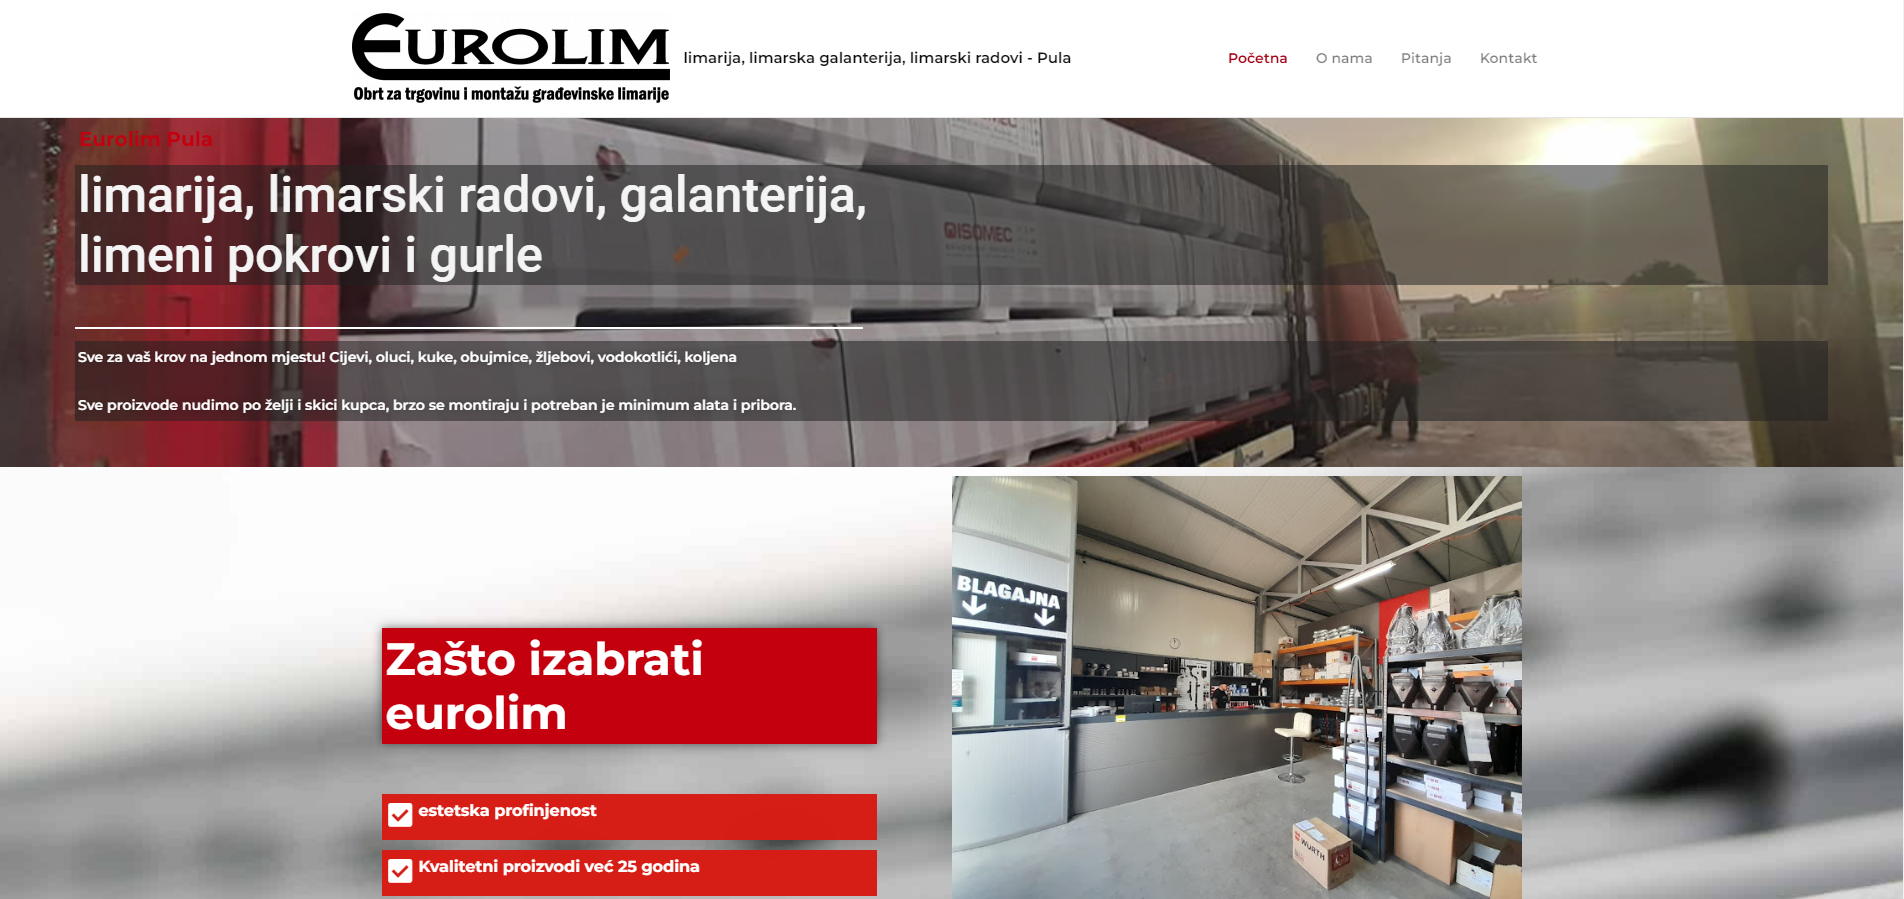 EUROLIM
Obrt za trgovinu i montažu građevinske limarije
limarija, limarska galanterija, limarski radovi - Pula
Početna
O nama
Pitanja
Kontakt
Eurolim Pula
limarija, limarski radovi, galanterija,
limeni pokrovi i gurle
ISOMEC
Sve za vaš krov na jednom mjestu! Cijevi, oluci, kuke, obujmice, žljebovi, vodokotlići, koljena
Sve proizvode nudimo po želji i skici kupca, brzo se montiraju i potreban je minimum alata i pribora.
Zašto izabrati
eurolim
estetska profinjenost
Kvalitetni proizvodi već 25 godina
BLAGAJNA
WURTH